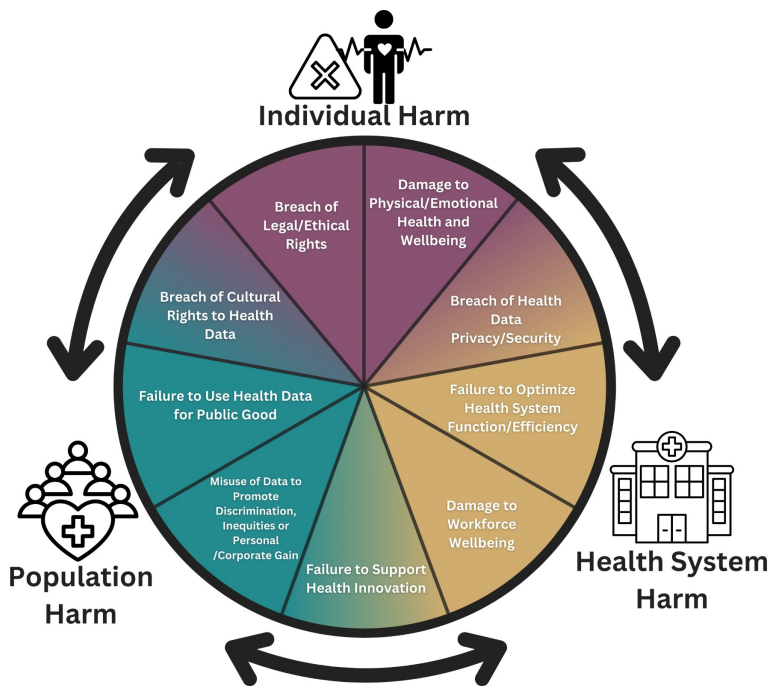 Individual Harm
Breach of
Legal/Ethical
Rights
Damage to
Physical/Emotional
Health and
Wellbeing
Breach of Cultural
Rights to Health
Data
Breach of Health
Data
Privacy/Security
Failure to Use Health Data
for Public Good
Failure to Optimize
Health System
Function/Efficiency
Misuse of Data to
Promote
Discrimination,
Inequities or
Personal
/Corporate Gain
Failure to Support
Health Innovation
Damage to
Workforce
Wellbeing
Population
Harm
Health System
Harm